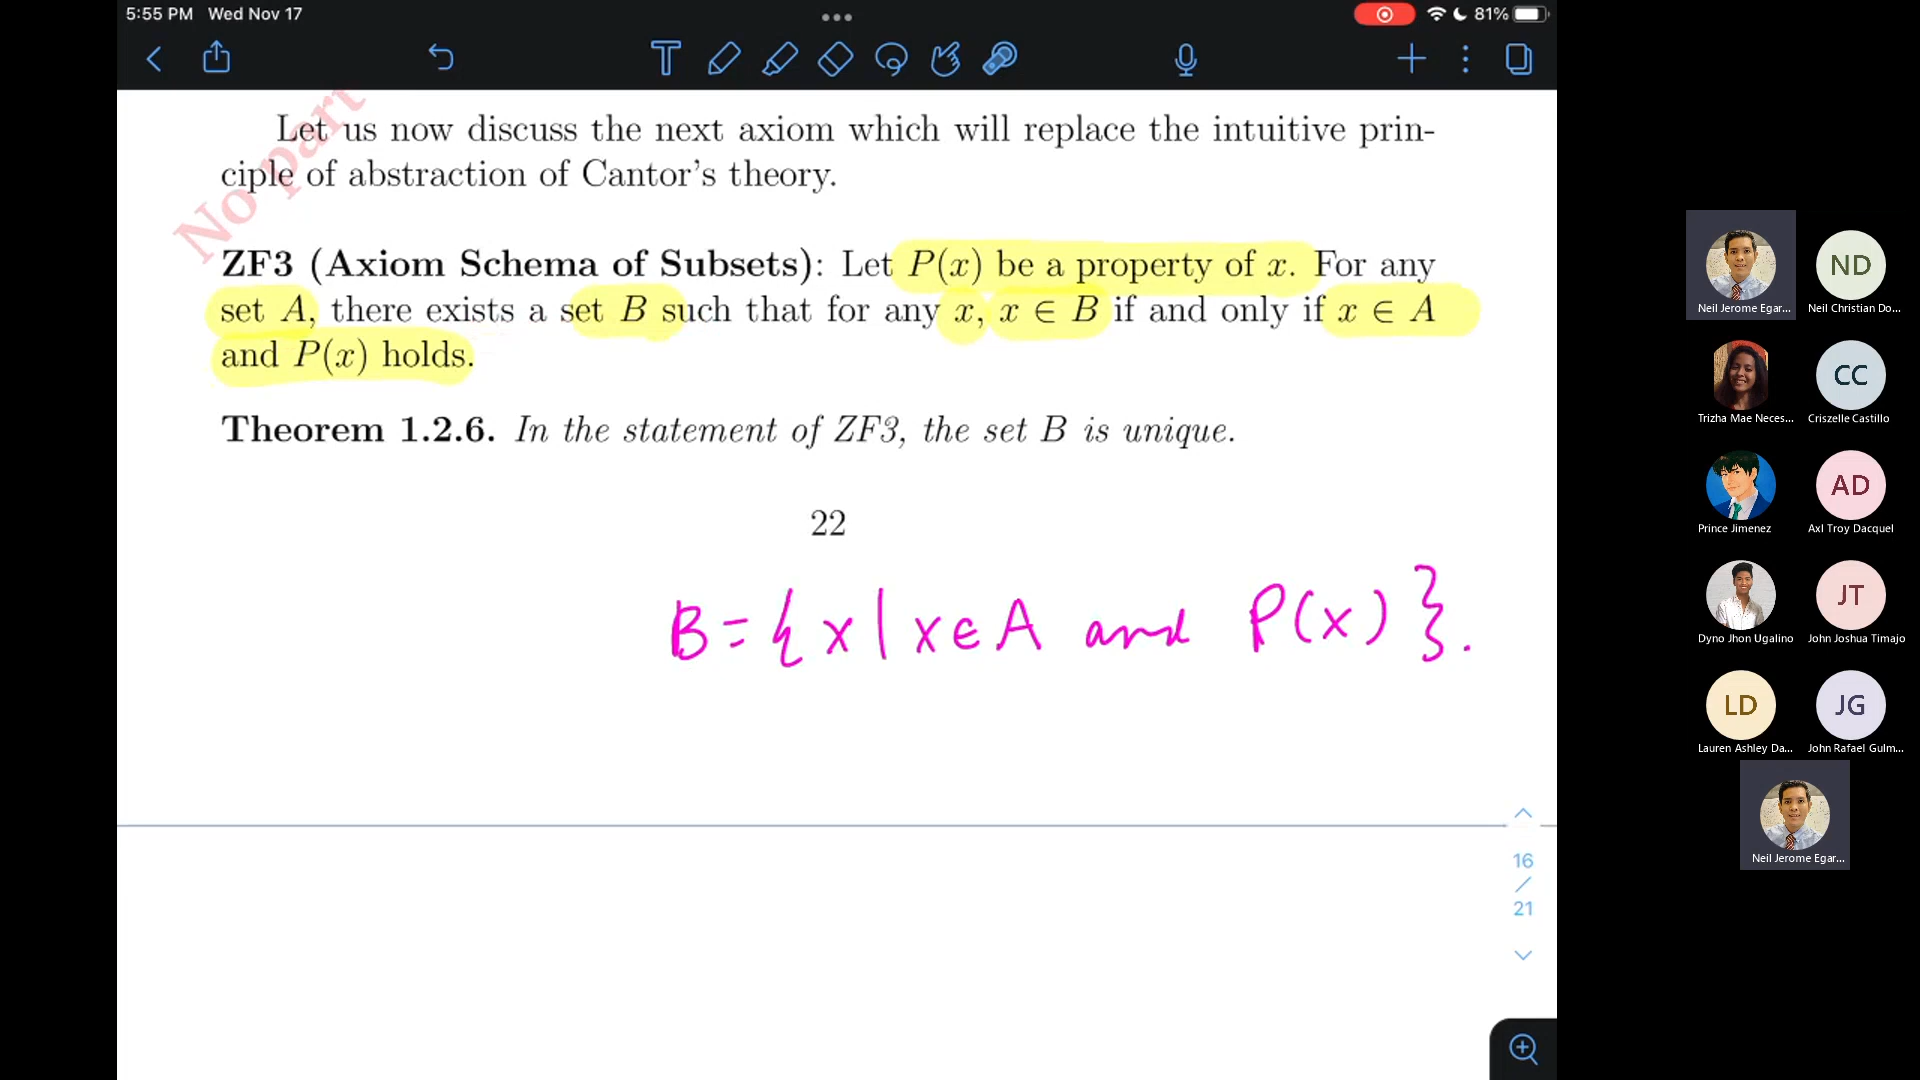 5:55 PM Wed Nov 17
81%
No part
Let us now discuss the next axiom which will replace the intuitive prin-
ciple of abstraction of Cantor's theory.
ZF3 (Axiom Schema of Subsets): Let P(x) be a property of x. For any
set A, there exists a set B such that for any x, x ∈ B if and only if x ∈ A
and P(x) holds.
Theorem 1.2.6. In the statement of ZF3, the set B is unique.
22
B = { x | x ∈ A and P(x) }.
16
/
21
ND
Neil Jerome Egar... Neil Christian Do...
CC
Trizha Mae Neces... Criszelle Castillo
AD
Prince Jimenez Axl Troy Dacquel
JT
Dyno Jhon Ugalino John Joshua Timajo
LD JG
Lauren Ashley Da... John Rafael Gulm...
Neil Jerome Egar...